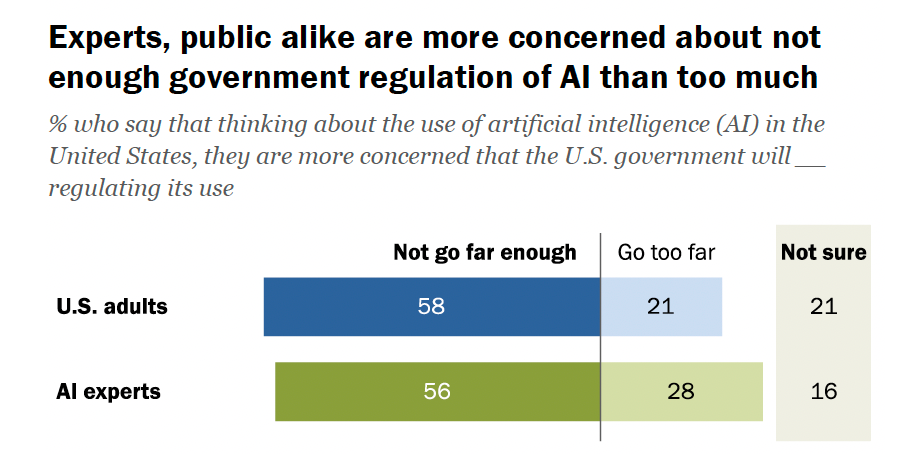 Experts, public alike are more concerned about not
enough government regulation of AI than too much
% who say that thinking about the use of artificial intelligence (AI) in the
United States, they are more concerned that the U.S. government will __
regulating its use
Not go far enough Go too far Not sure
U.S. adults 58 21 21
AI experts 56 28 16